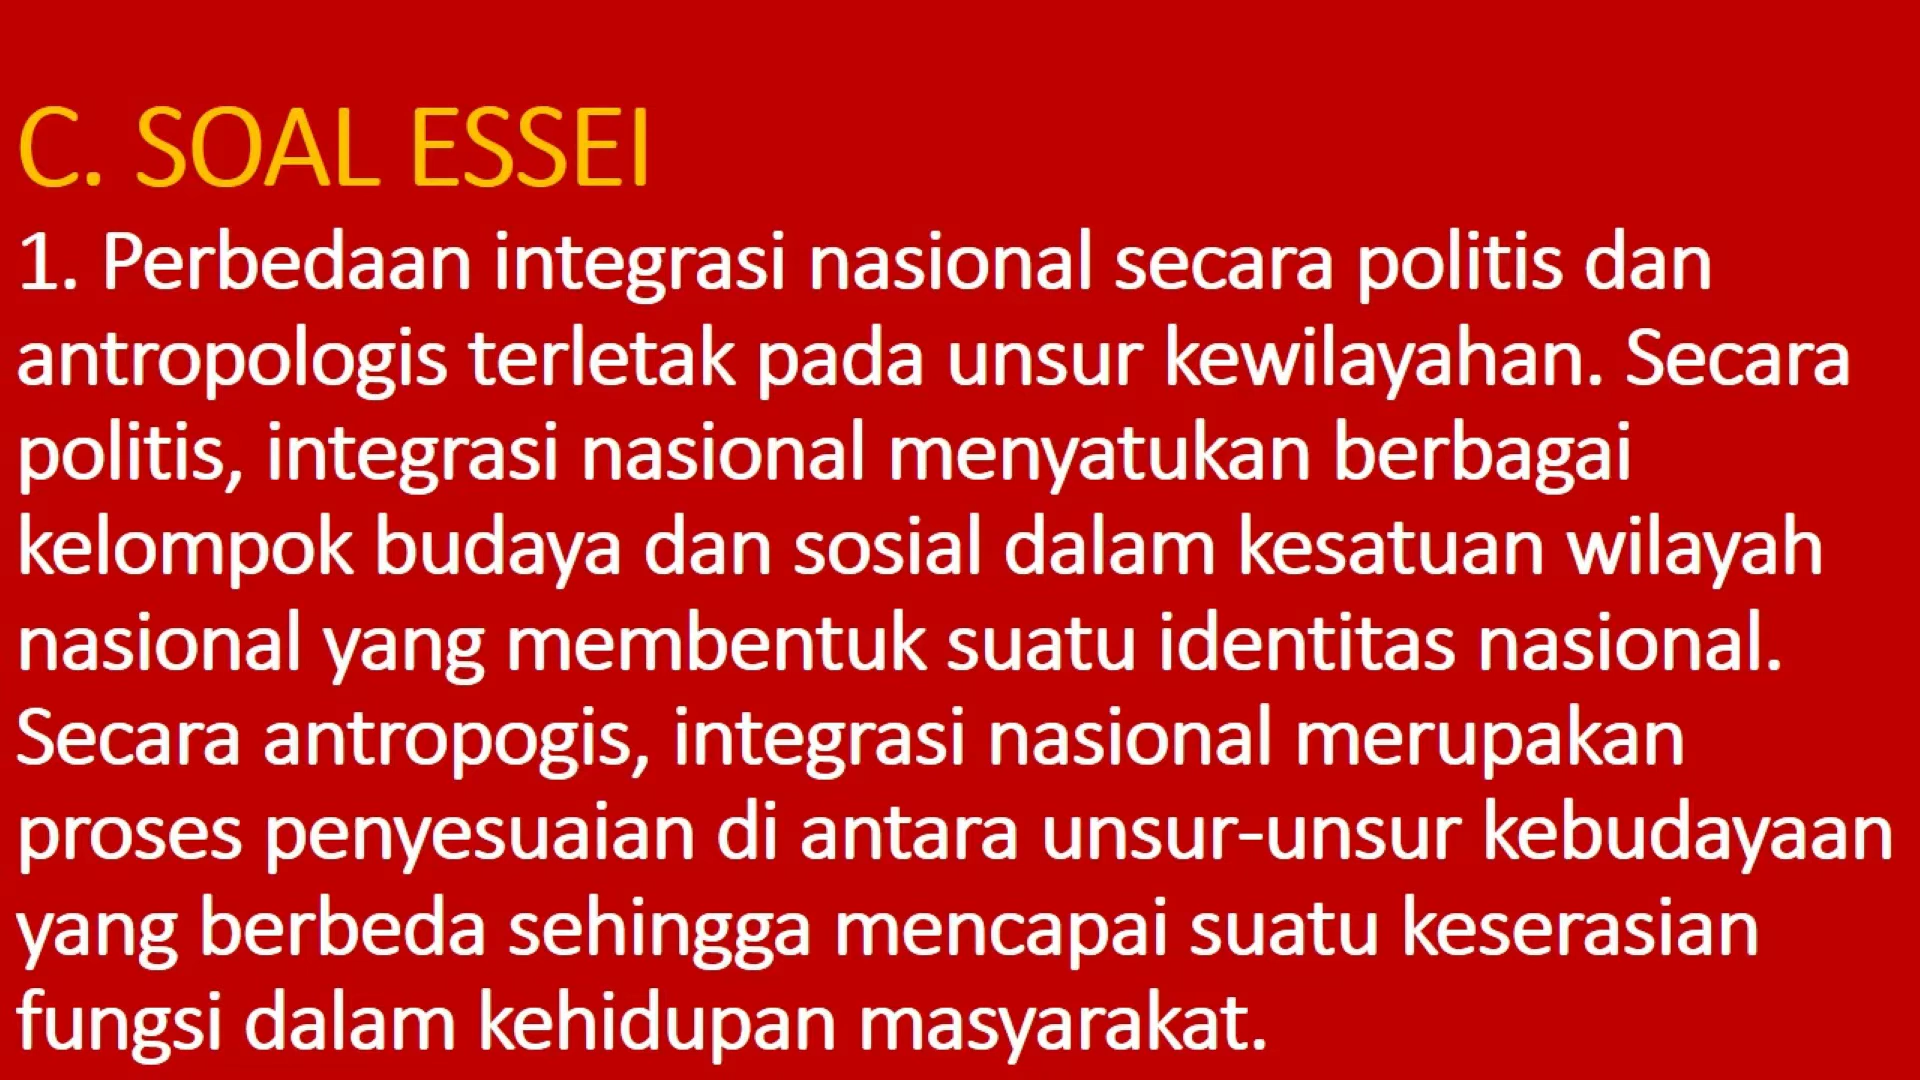 C. SOAL ESSEI
1. Perbedaan integrasi nasional secara politis dan
antropologis terletak pada unsur kewilayahan. Secara
politis, integrasi nasional menyatukan berbagai
kelompok budaya dan sosial dalam kesatuan wilayah
nasional yang membentuk suatu identitas nasional.
Secara antropogis, integrasi nasional merupakan
proses penyesuaian di antara unsur-unsur kebudayaan
yang berbeda sehingga mencapai suatu keserasian
fungsi dalam kehidupan masyarakat.